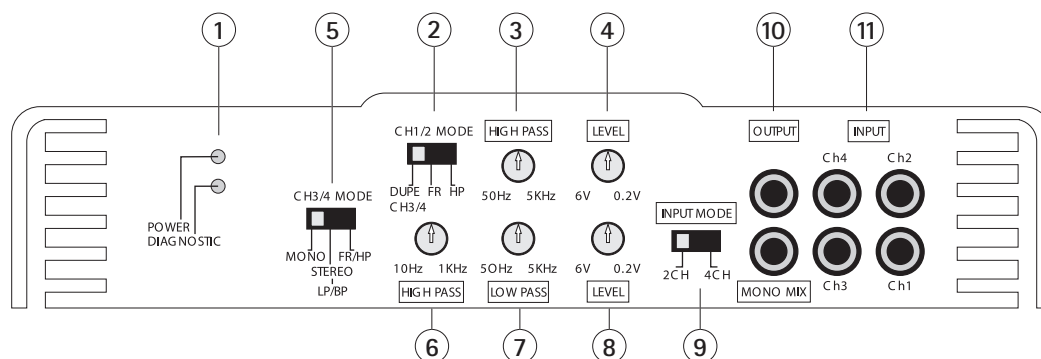 1
5
2
3
4
10
11
CH1/2 MODE
HIGH PASS
LEVEL
OUTPUT
INPUT
Ch4
Ch2
DUPE FR HP
CH3/4
50Hz 5KHz
6V 0.2V
CH3/4 MODE
INPUT MODE
POWER
DIAGNOSTIC
MONO FR/HP
STEREO
LP/BP
10Hz 1KHz
50Hz 5KHz
6V 0.2V
2CH 4CH
HIGH PASS
LOW PASS
LEVEL
MONO MIX
Ch3
Ch1
6
7
8
9